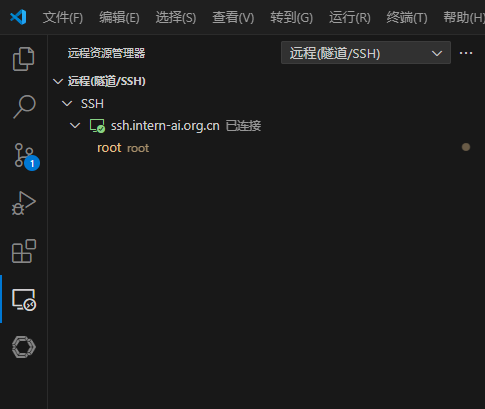 文件(F) 编辑(E) 选择(S) 查看(V) 转到(G) 运行(R) 终端(T) 帮助(H)
远程资源管理器 远程(隧道/SSH)
远程(隧道/SSH)
SSH
ssh.intern-ai.org.cn 已连接
root root
1